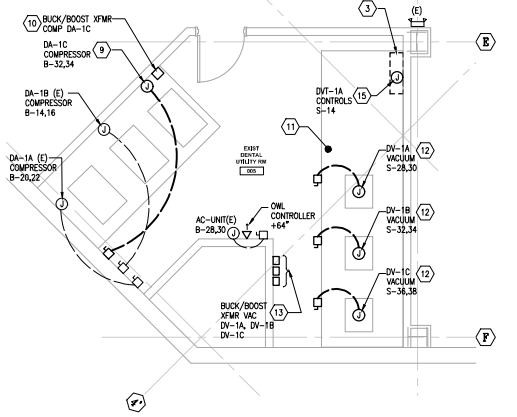 (E)
3
10
BUCK/BOOST XFMR
COMP DA-1C
E
DA-1C
COMPRESSOR
B-32,34
9
J
J
DA-1B (E)
COMPRESSOR
B-14,16
DVT-1A
CONTROLS
S-14
15
J
11
EXIST
DENTAL
UTILITY RM
005
DV-1A
VACUUM
S-28,30
12
DA-1A (E)
COMPRESSOR
B-20,22
J
J
AC-UNIT(E)
B-28,30
J
OWL
CONTROLLER
+64"
DV-1B
VACUUM
S-32,34
12
J
DV-1C
VACUUM
S-36,38
12
J
BUCK/BOOST
XFMR VAC
DV-1A, DV-1B
DV-1C
13
F